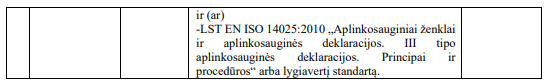 ir (ar)
-LST EN ISO 14025:2010 „Aplinkosauginiai ženklai
ir aplinkosauginės deklaracijos. III tipo
aplinkosauginės deklaracijos. Principai ir
procedūros“ arba lygiavertį standartą.